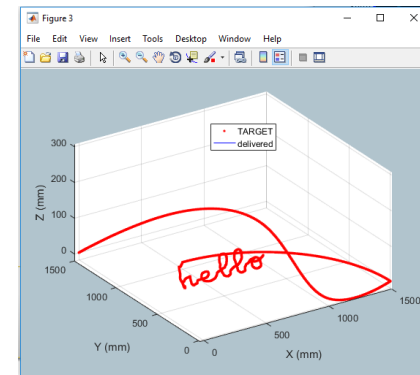 Figure 3
File Edit View Insert Tools Desktop Window Help
TARGET
delivered
300
200
100
0
Z (mm)
hello
1500
1000
500
0
Y (mm)
0
500
1000
1500
X (mm)